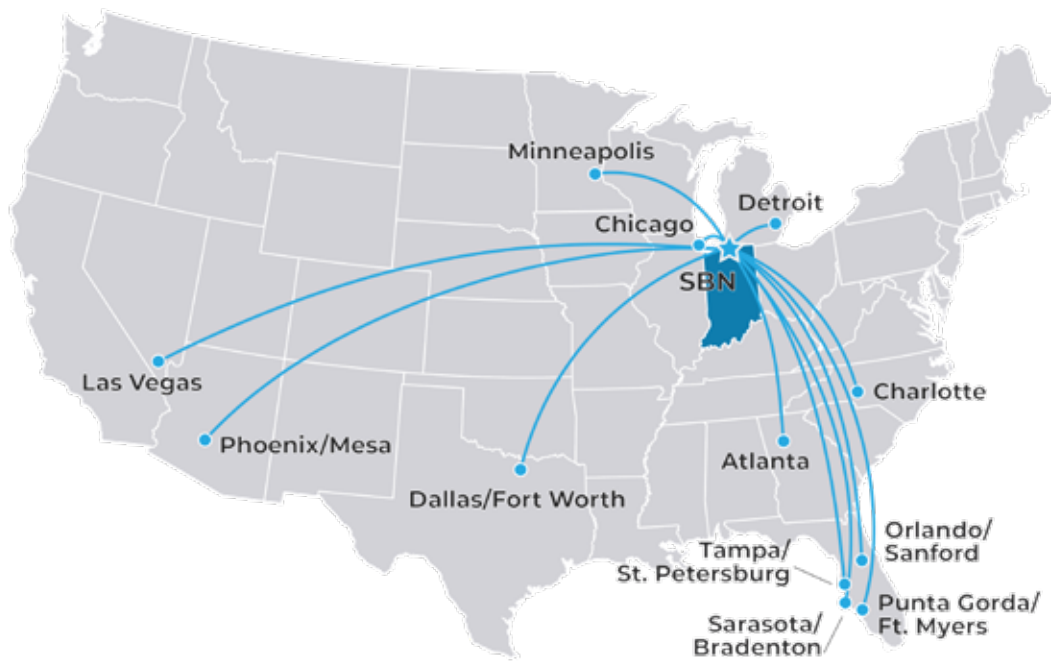 Minneapolis
Detroit
Chicago
SBN
Las Vegas
Charlotte
Phoenix/Mesa
Atlanta
Dallas/Fort Worth
Orlando/
Sanford
Tampa/
St. Petersburg
Punta Gorda/
Ft. Myers
Sarasota/
Bradenton